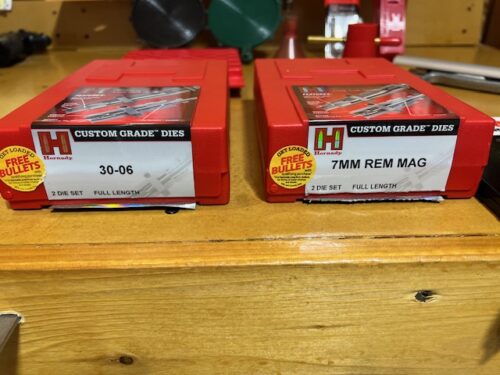 CUSTOM GRADE™ DIES
H
Hornady
GET LOADED
FREE
BULLETS
30-06
2 DIE SET FULL LENGTH
CUSTOM GRADE™ DIES
H
Hornady
GET LOADED
FREE
BULLETS
7MM REM MAG
2 DIE SET FULL LENGTH